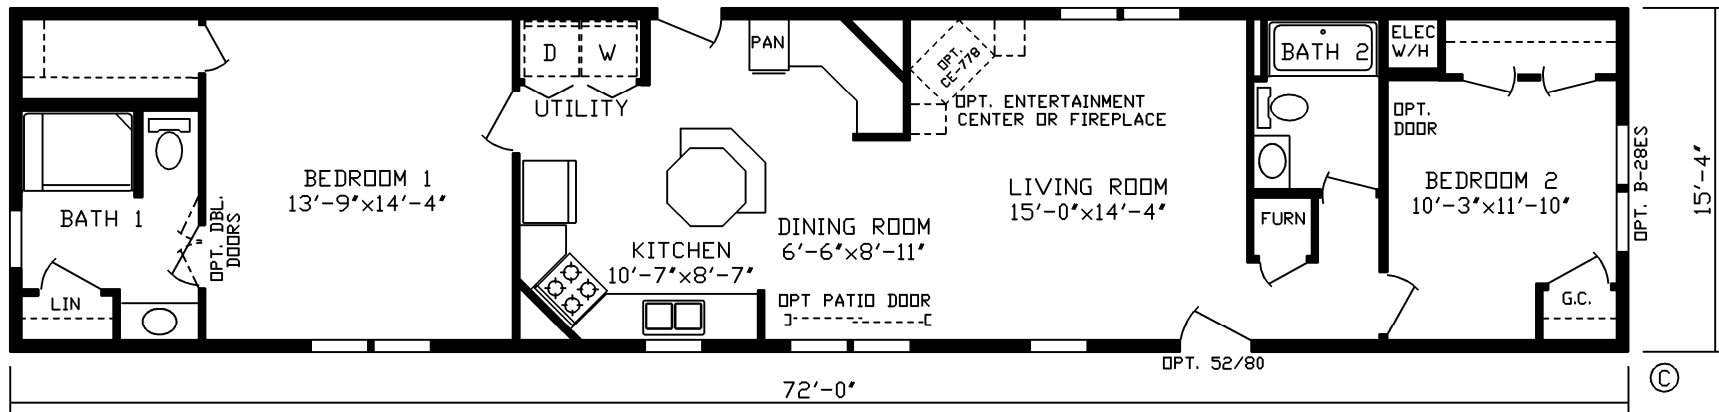 D W
UTILITY
PAN
OPT.
CE-778
OPT. ENTERTAINMENT
CENTER OR FIREPLACE
BATH 2
ELEC
W/H
OPT.
DOOR
BEDROOM 1
13'-9"x14'-4"
BATH 1
OPT. DBL.
DOORS
LIN
KITCHEN
10'-7"x8'-7"
DINING ROOM
6'-6"x8'-11"
OPT PATIO DOOR
LIVING ROOM
15'-0"x14'-4"
FURN
BEDROOM 2
10'-3"x11'-10"
G.C.
OPT. B-28ES
15'-4"
OPT. 52/80
72'-0"
C